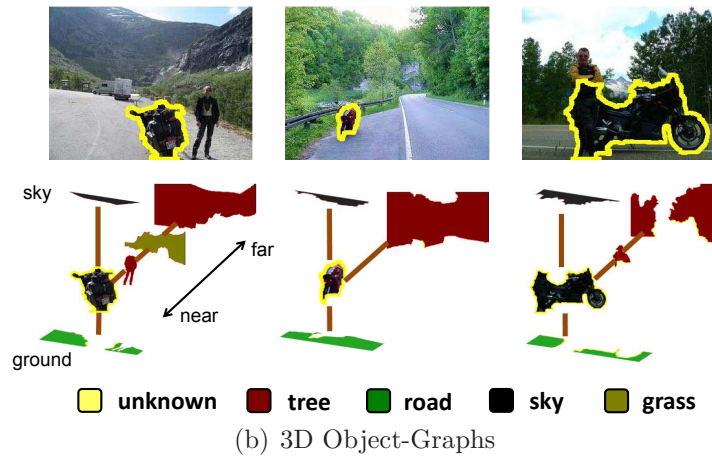 sky
far
near
ground
unknown tree road sky grass
(b) 3D Object-Graphs